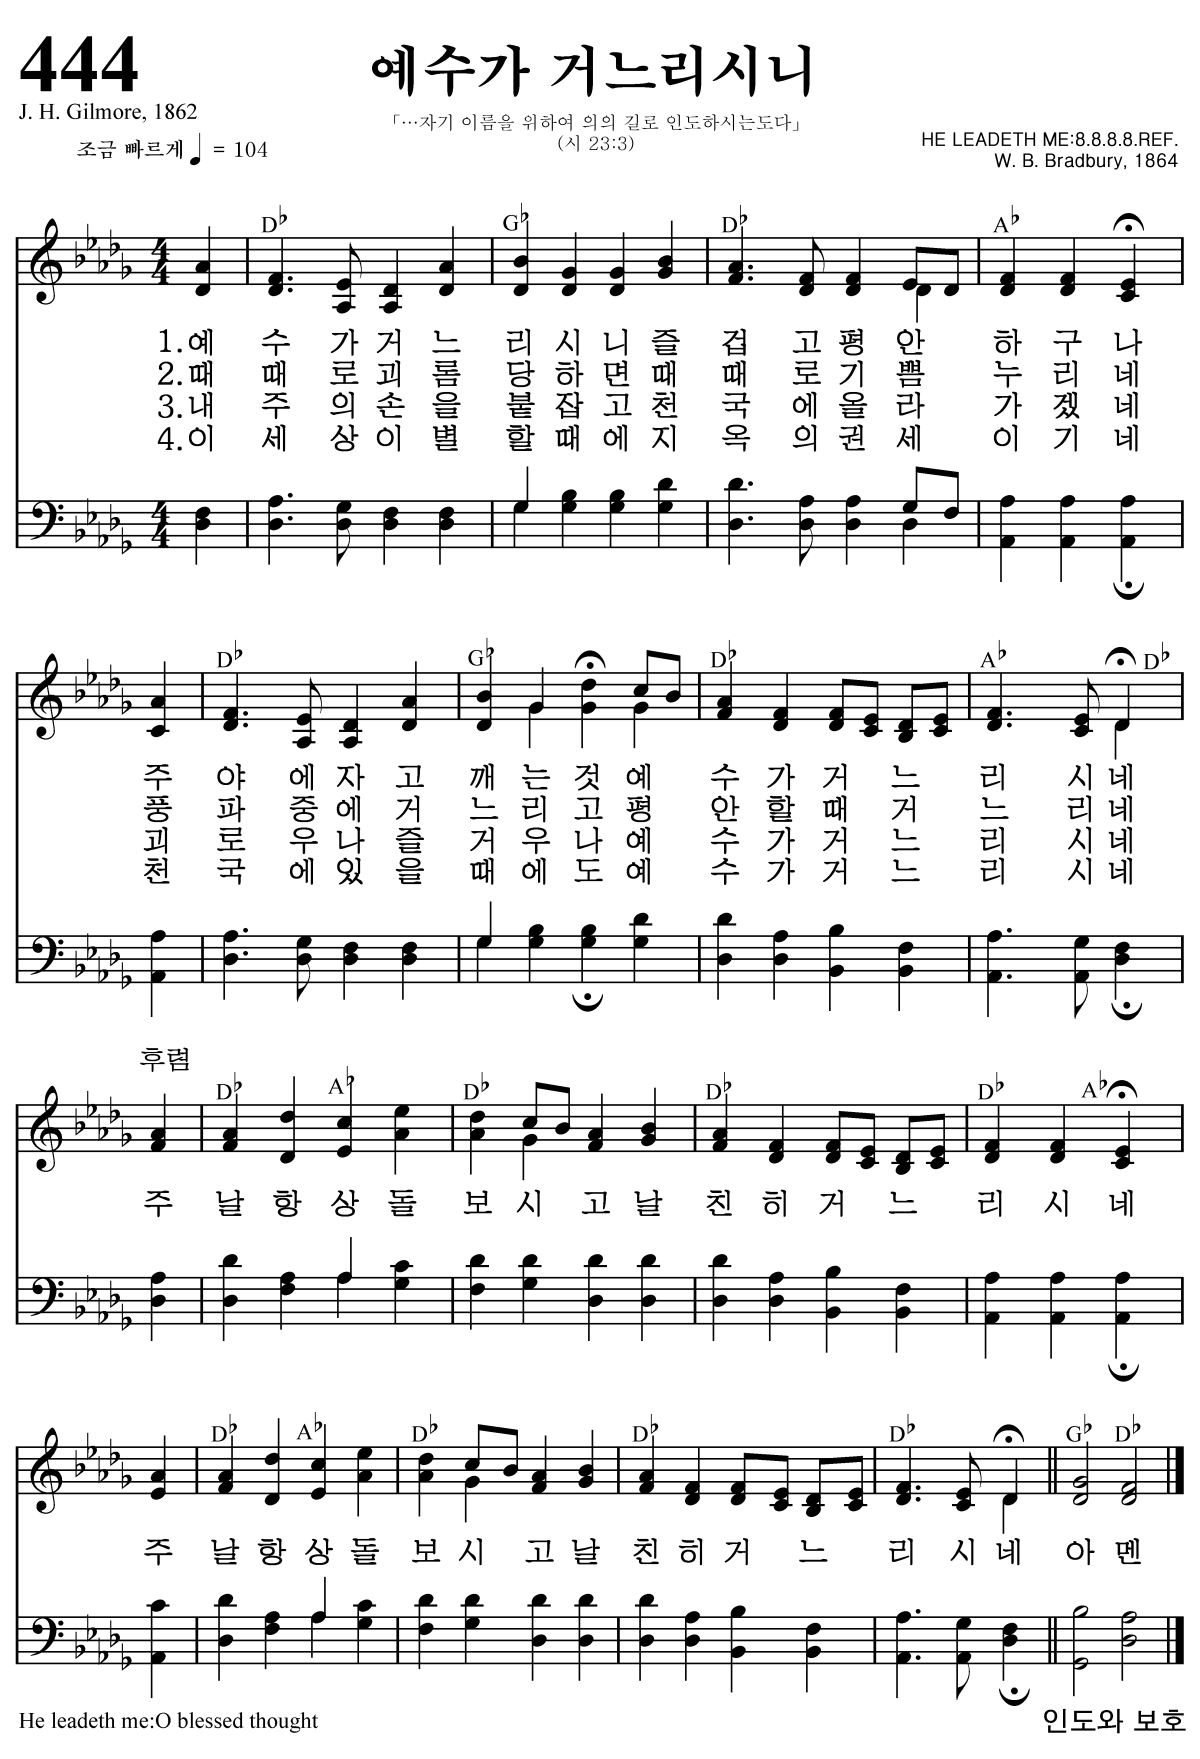 444
예수가 거느리시니
J. H. Gilmore, 1862
「…자기 이름을 위하여 의의 길로 인도하시는도다」
(시 23:3)
조금 빠르게 ♩ = 104
HE LEADETH ME:8.8.8.8.REF.
W. B. Bradbury, 1864
D♭ G♭ D♭ A♭
4 4
1.예 수 가 거 느 리 시 니 즐 겁 고 평 안 하 구 나
2.때 때 로 괴 롬 당 하 면 때 때 로 기 쁨 누 리 네
3.내 주 의 손 을 붙 잡 고 천 국 에 올 라 가 겠 네
4.이 세 상 이 별 할 때 에 지 옥 의 권 세 이 기 네
4 4
D♭ G♭ D♭ A♭ D♭
주 야 에 자 고 깨 는 것 예 수 가 거 느 리 시 네
풍 파 중 에 거 느 리 고 평 안 할 때 거 느 리 네
괴 로 우 나 즐 거 우 나 예 수 가 거 느 리 시 네
천 국 에 있 을 때 에 도 예 수 가 거 느 리 시 네
후렴
D♭ A♭ D♭ D♭ D♭ A♭
주 날 항 상 돌 보 시 고 날 친 히 거 느 리 시 네
D♭ A♭ D♭ D♭ D♭ G♭ D♭
주 날 항 상 돌 보 시 고 날 친 히 거 느 리 시 네 아 멘
He leadeth me:O blessed thought
인도와 보호